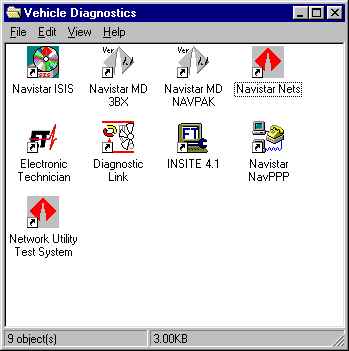 Vehicle Diagnostics
File Edit View Help
Ver Ver
ISIS
Navistar ISIS
Navistar MD
3BX
Navistar MD
NAVPAK
Navistar Nets
ET
FT
Electronic
Technician
Diagnostic
Link
INSITE 4.1
Navistar
NavPPP
Network Utility
Test System
9 object(s)
3.00KB